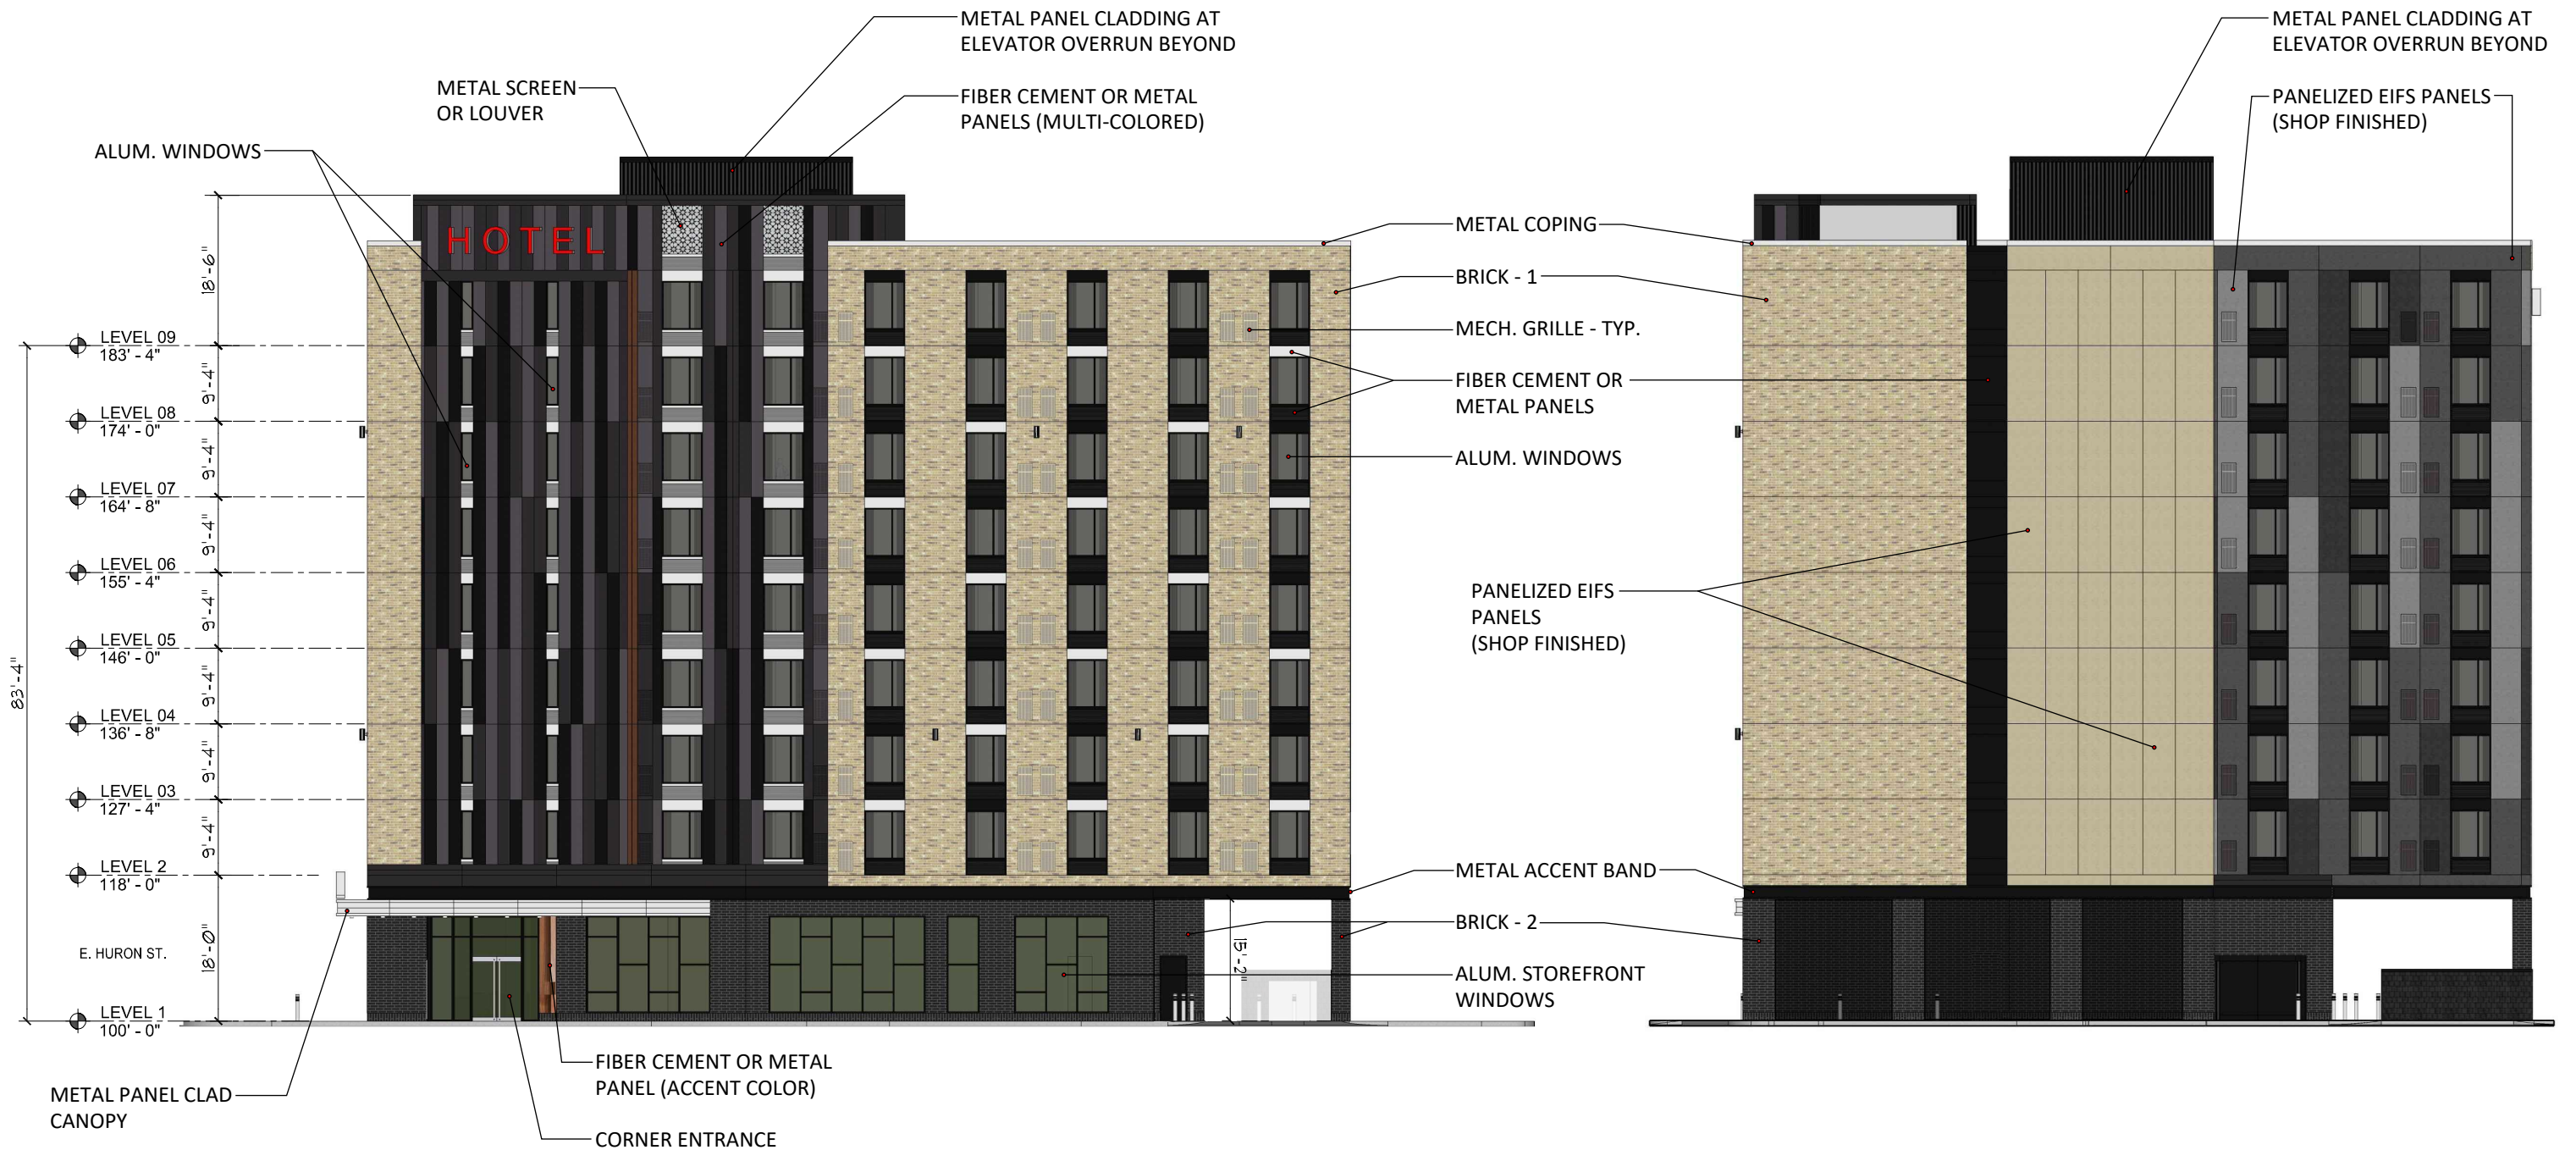 METAL PANEL CLADDING AT
ELEVATOR OVERRUN BEYOND
METAL PANEL CLADDING AT
ELEVATOR OVERRUN BEYOND
METAL SCREEN
OR LOUVER
FIBER CEMENT OR METAL
PANELS (MULTI-COLORED)
PANELIZED EIFS PANELS
(SHOP FINISHED)
ALUM. WINDOWS
HOTEL
METAL COPING
BRICK - 1
MECH. GRILLE - TYP.
FIBER CEMENT OR
METAL PANELS
ALUM. WINDOWS
PANELIZED EIFS
PANELS
(SHOP FINISHED)
METAL ACCENT BAND
BRICK - 2
ALUM. STOREFRONT
WINDOWS
18'-6"
LEVEL 09
183' - 4"
9'-4"
LEVEL 08
174' - 0"
9'-4"
LEVEL 07
164' - 8"
9'-4"
LEVEL 06
155' - 4"
9'-4"
LEVEL 05
146' - 0"
9'-4"
LEVEL 04
136' - 8"
9'-4"
LEVEL 03
127' - 4"
9'-4"
LEVEL 2
118' - 0"
83'-4"
E. HURON ST.
18'-0"
15'-2"
LEVEL 1
100' - 0"
FIBER CEMENT OR METAL
PANEL (ACCENT COLOR)
METAL PANEL CLAD
CANOPY
CORNER ENTRANCE